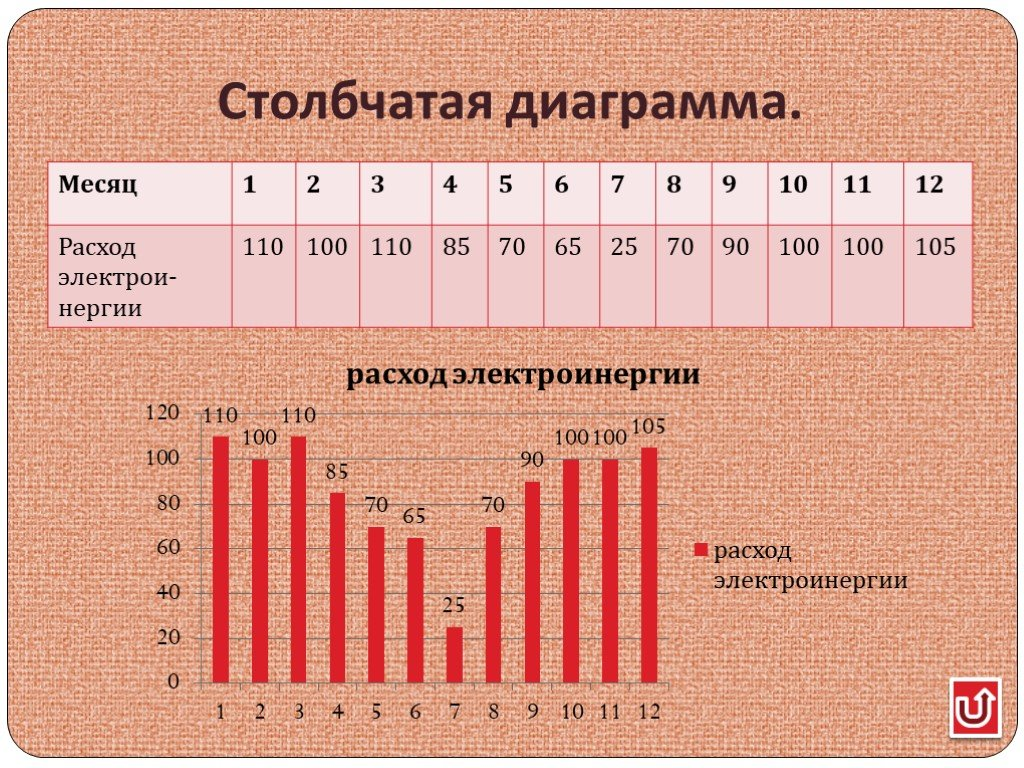 Столбчатая диаграмма.
Месяц 1 2 3 4 5 6 7 8 9 10 11 12
Расход 110 100 110 85 70 65 25 70 90 100 100 105
электрои-
нергии
расход электроинергии
120
100
80
60
40
20
0
110 100 110 85 70 65 25 70 90 100 100 105
1 2 3 4 5 6 7 8 9 10 11 12
расход
электроинергии